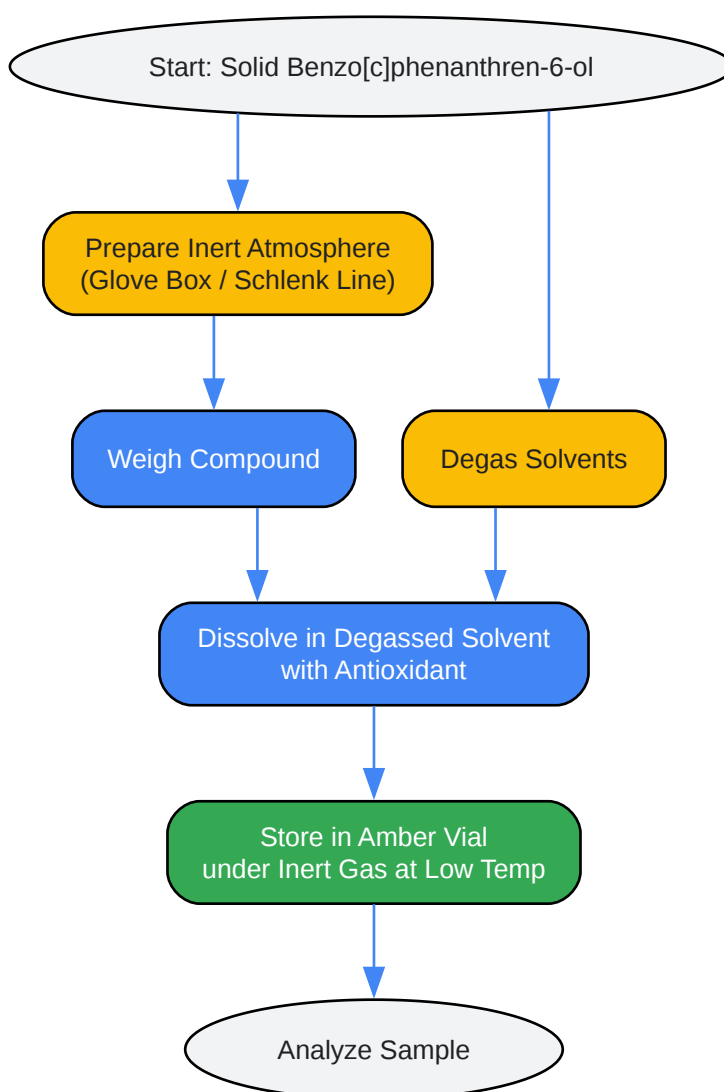 Start: Solid Benzo[c]phenanthren-6-ol
Prepare Inert Atmosphere
(Glove Box / Schlenk Line)
Weigh Compound
Degas Solvents
Dissolve in Degassed Solvent
with Antioxidant
Store in Amber Vial
under Inert Gas at Low Temp
Analyze Sample